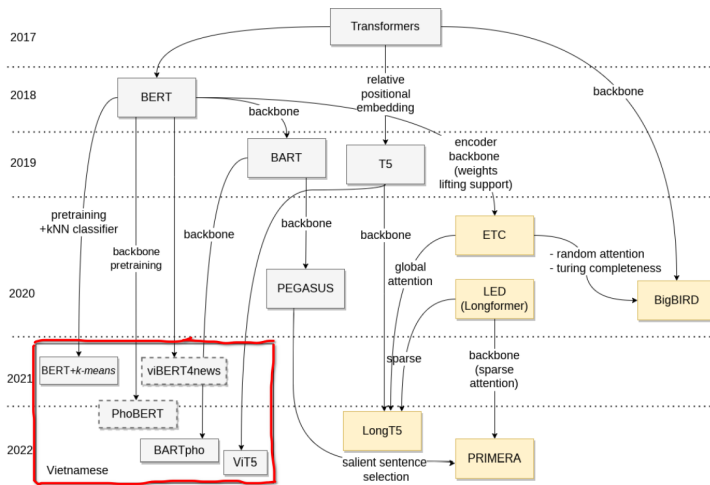 Transformers
2017
relative
positional
embedding
2018
BERT
backbone
backbone
2019
BART
T5
encoder
backbone
(weights
lifting support)
pretraining
+kNN classifier
backbone
pretraining
backbone
backbone
backbone
ETC
- random attention
- turing completeness
global
attention
2020
PEGASUS
LED
(Longformer)
BigBIRD
sparse
backbone
(sparse
attention)
2021
BERT+k-means
viBERT4news
PhoBERT
LongT5
2022
BARTpho
ViT5
salient sentence
selection
PRIMERA
Vietnamese